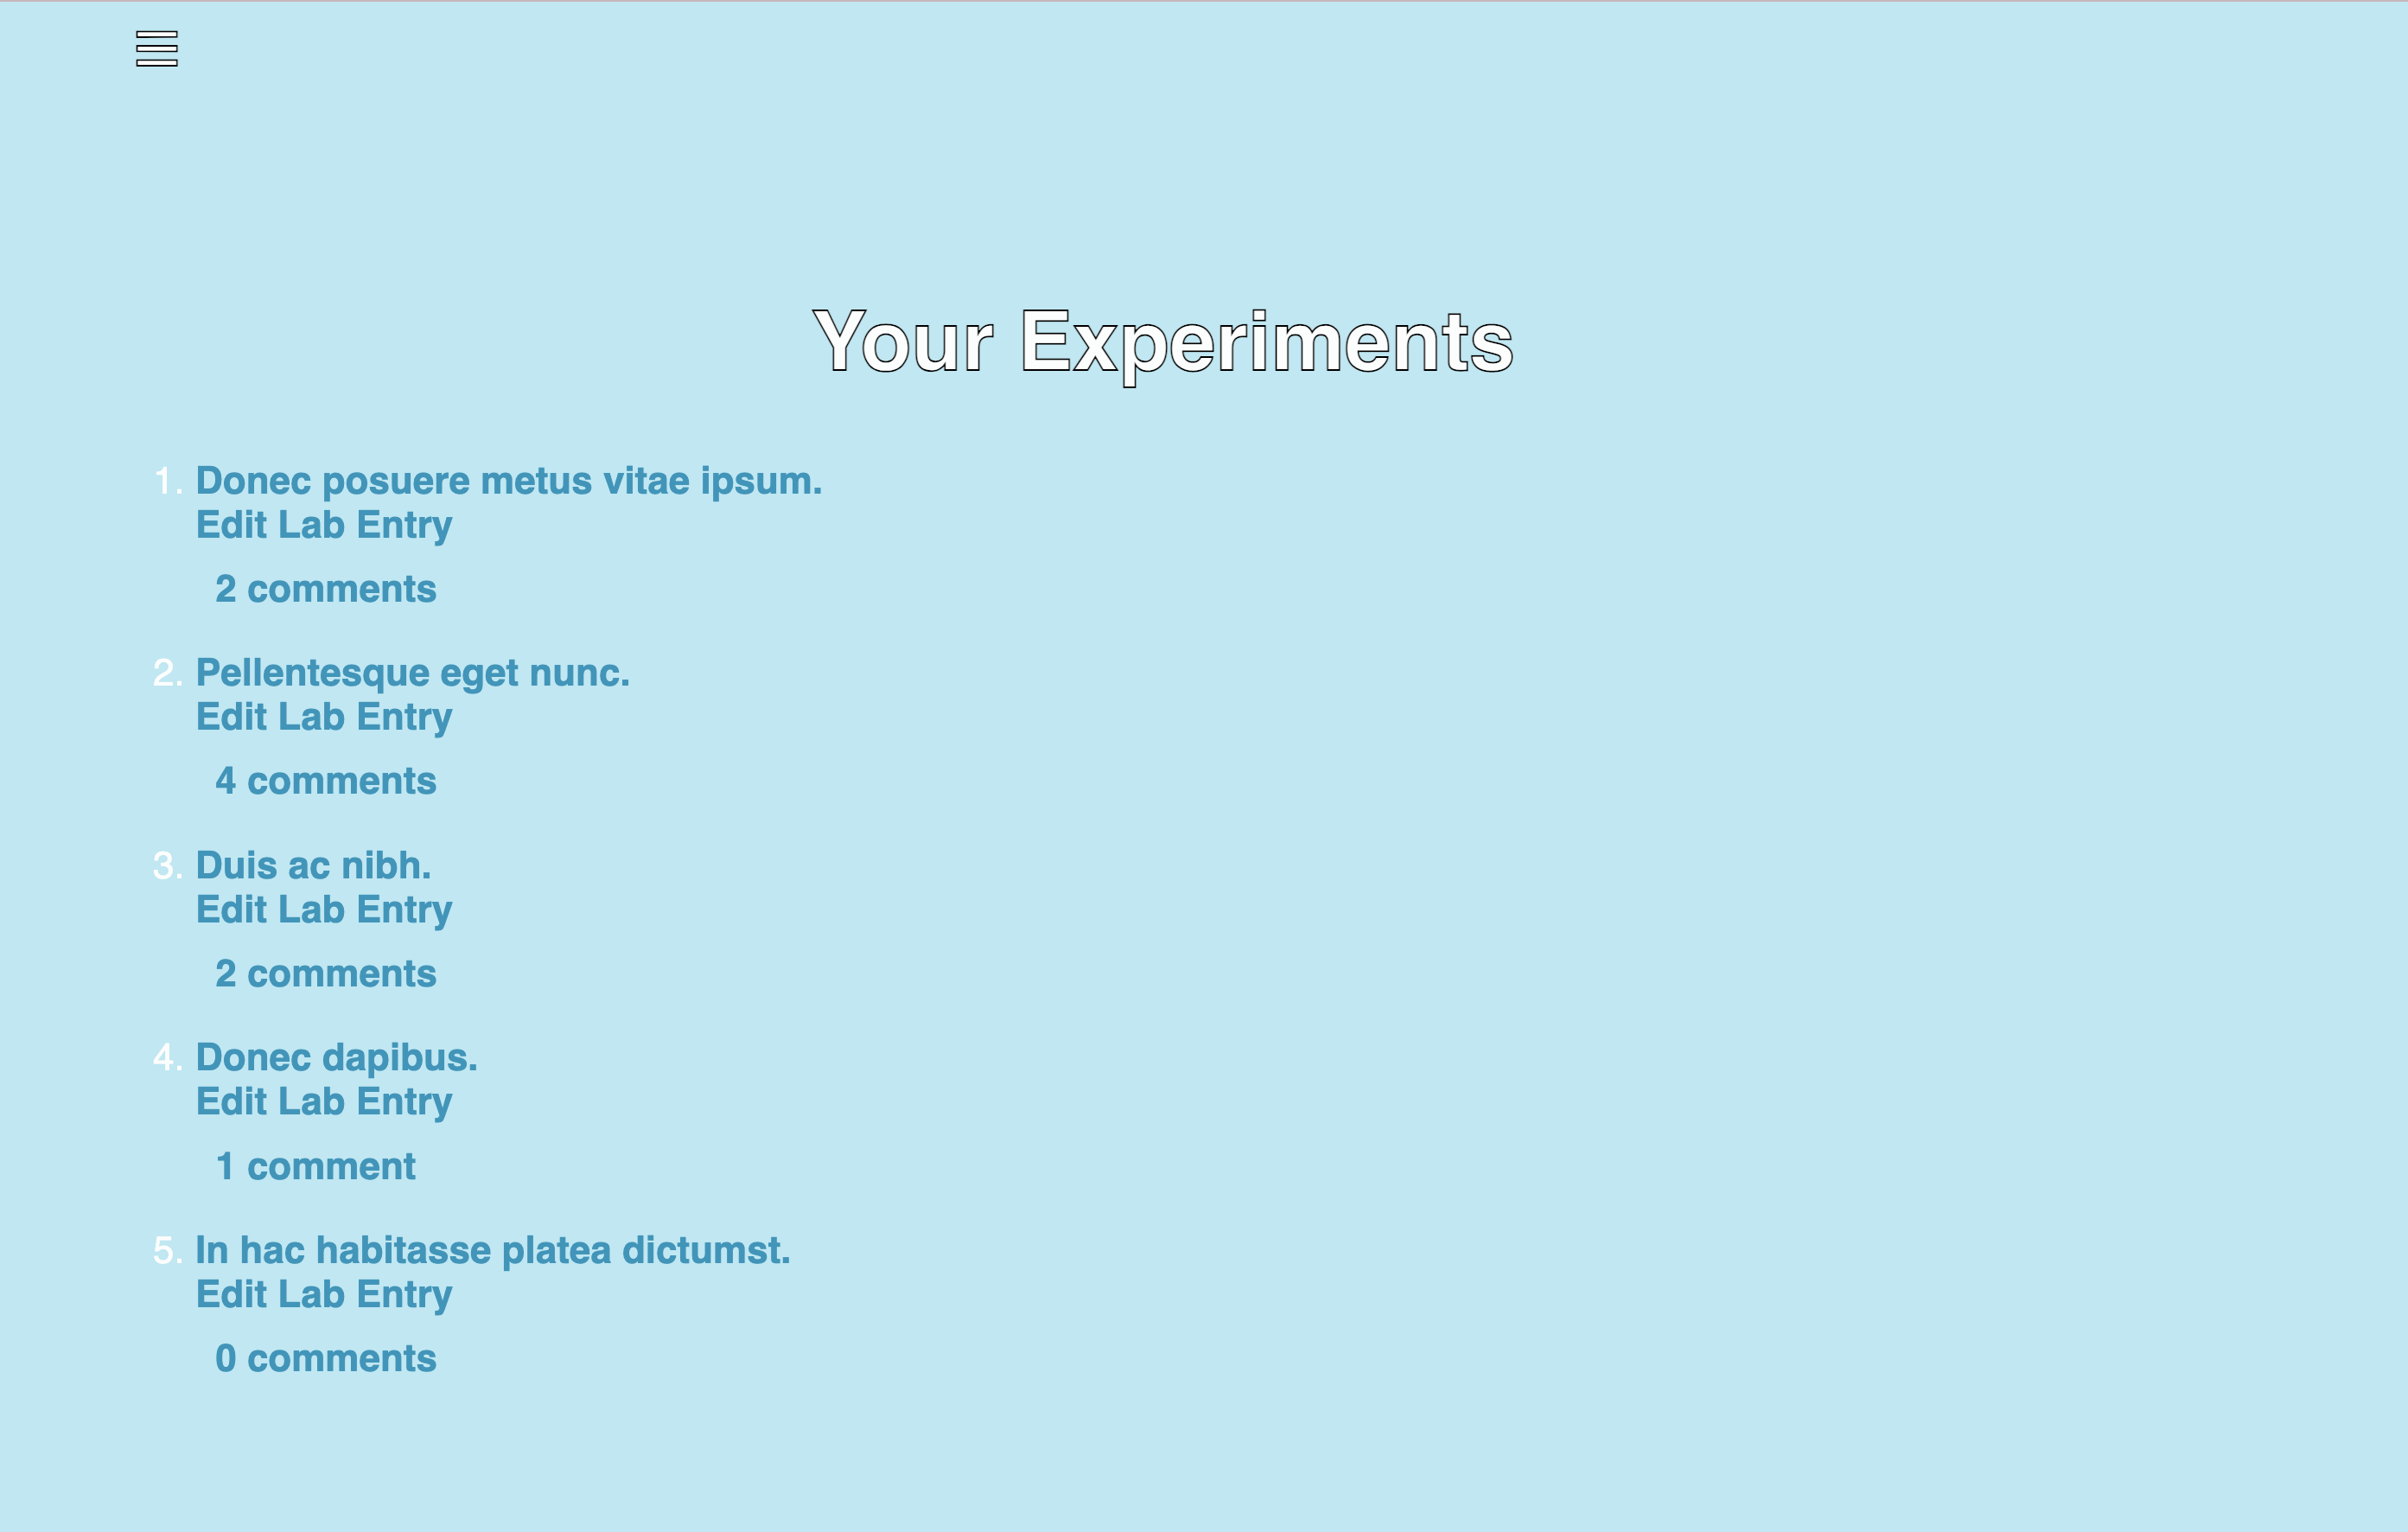 Your Experiments
1. Donec posuere metus vitae ipsum.
Edit Lab Entry
2 comments
2. Pellentesque eget nunc.
Edit Lab Entry
4 comments
3. Duis ac nibh.
Edit Lab Entry
2 comments
4. Donec dapibus.
Edit Lab Entry
1 comment
5. In hac habitasse platea dictumst.
Edit Lab Entry
0 comments